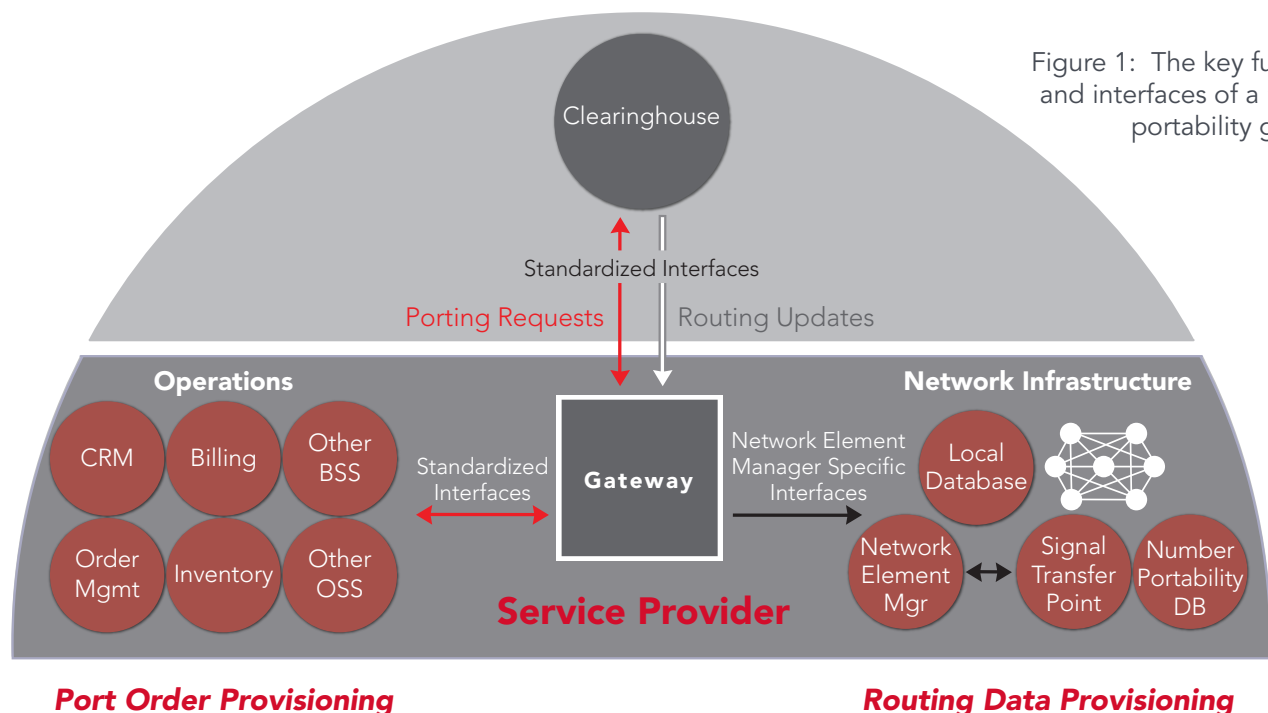 Figure 1: The key fu
and interfaces of a
portability g
Clearinghouse
Standardized Interfaces
Porting Requests
Routing Updates
Operations
Network Infrastructure
CRM
Billing
Other
BSS
Order
Mgmt
Inventory
Other
OSS
Standardized
Interfaces
Gateway
Network Element
Manager Specific
Interfaces
Local
Database
Network
Element
Mgr
Signal
Transfer
Point
Number
Portability
DB
Service Provider
Port Order Provisioning
Routing Data Provisioning